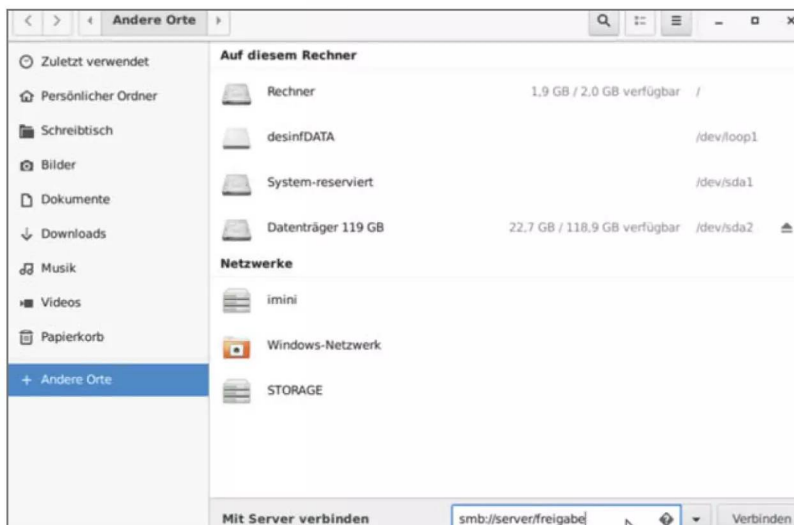 Andere Orte
Zuletzt verwendet
Persönlicher Ordner
Schreibtisch
Bilder
Dokumente
Downloads
Musik
Videos
Papierkorb
+ Andere Orte
Auf diesem Rechner
Rechner 1,9 GB / 2,0 GB verfügbar /
desinfDATA /dev/loop1
System-reserviert /dev/sda1
Datenträger 119 GB 22,7 GB / 118,9 GB verfügbar /dev/sda2
Netzwerke
imini
Windows-Netzwerk
STORAGE
Mit Server verbinden smb://server/freigabe Verbinden